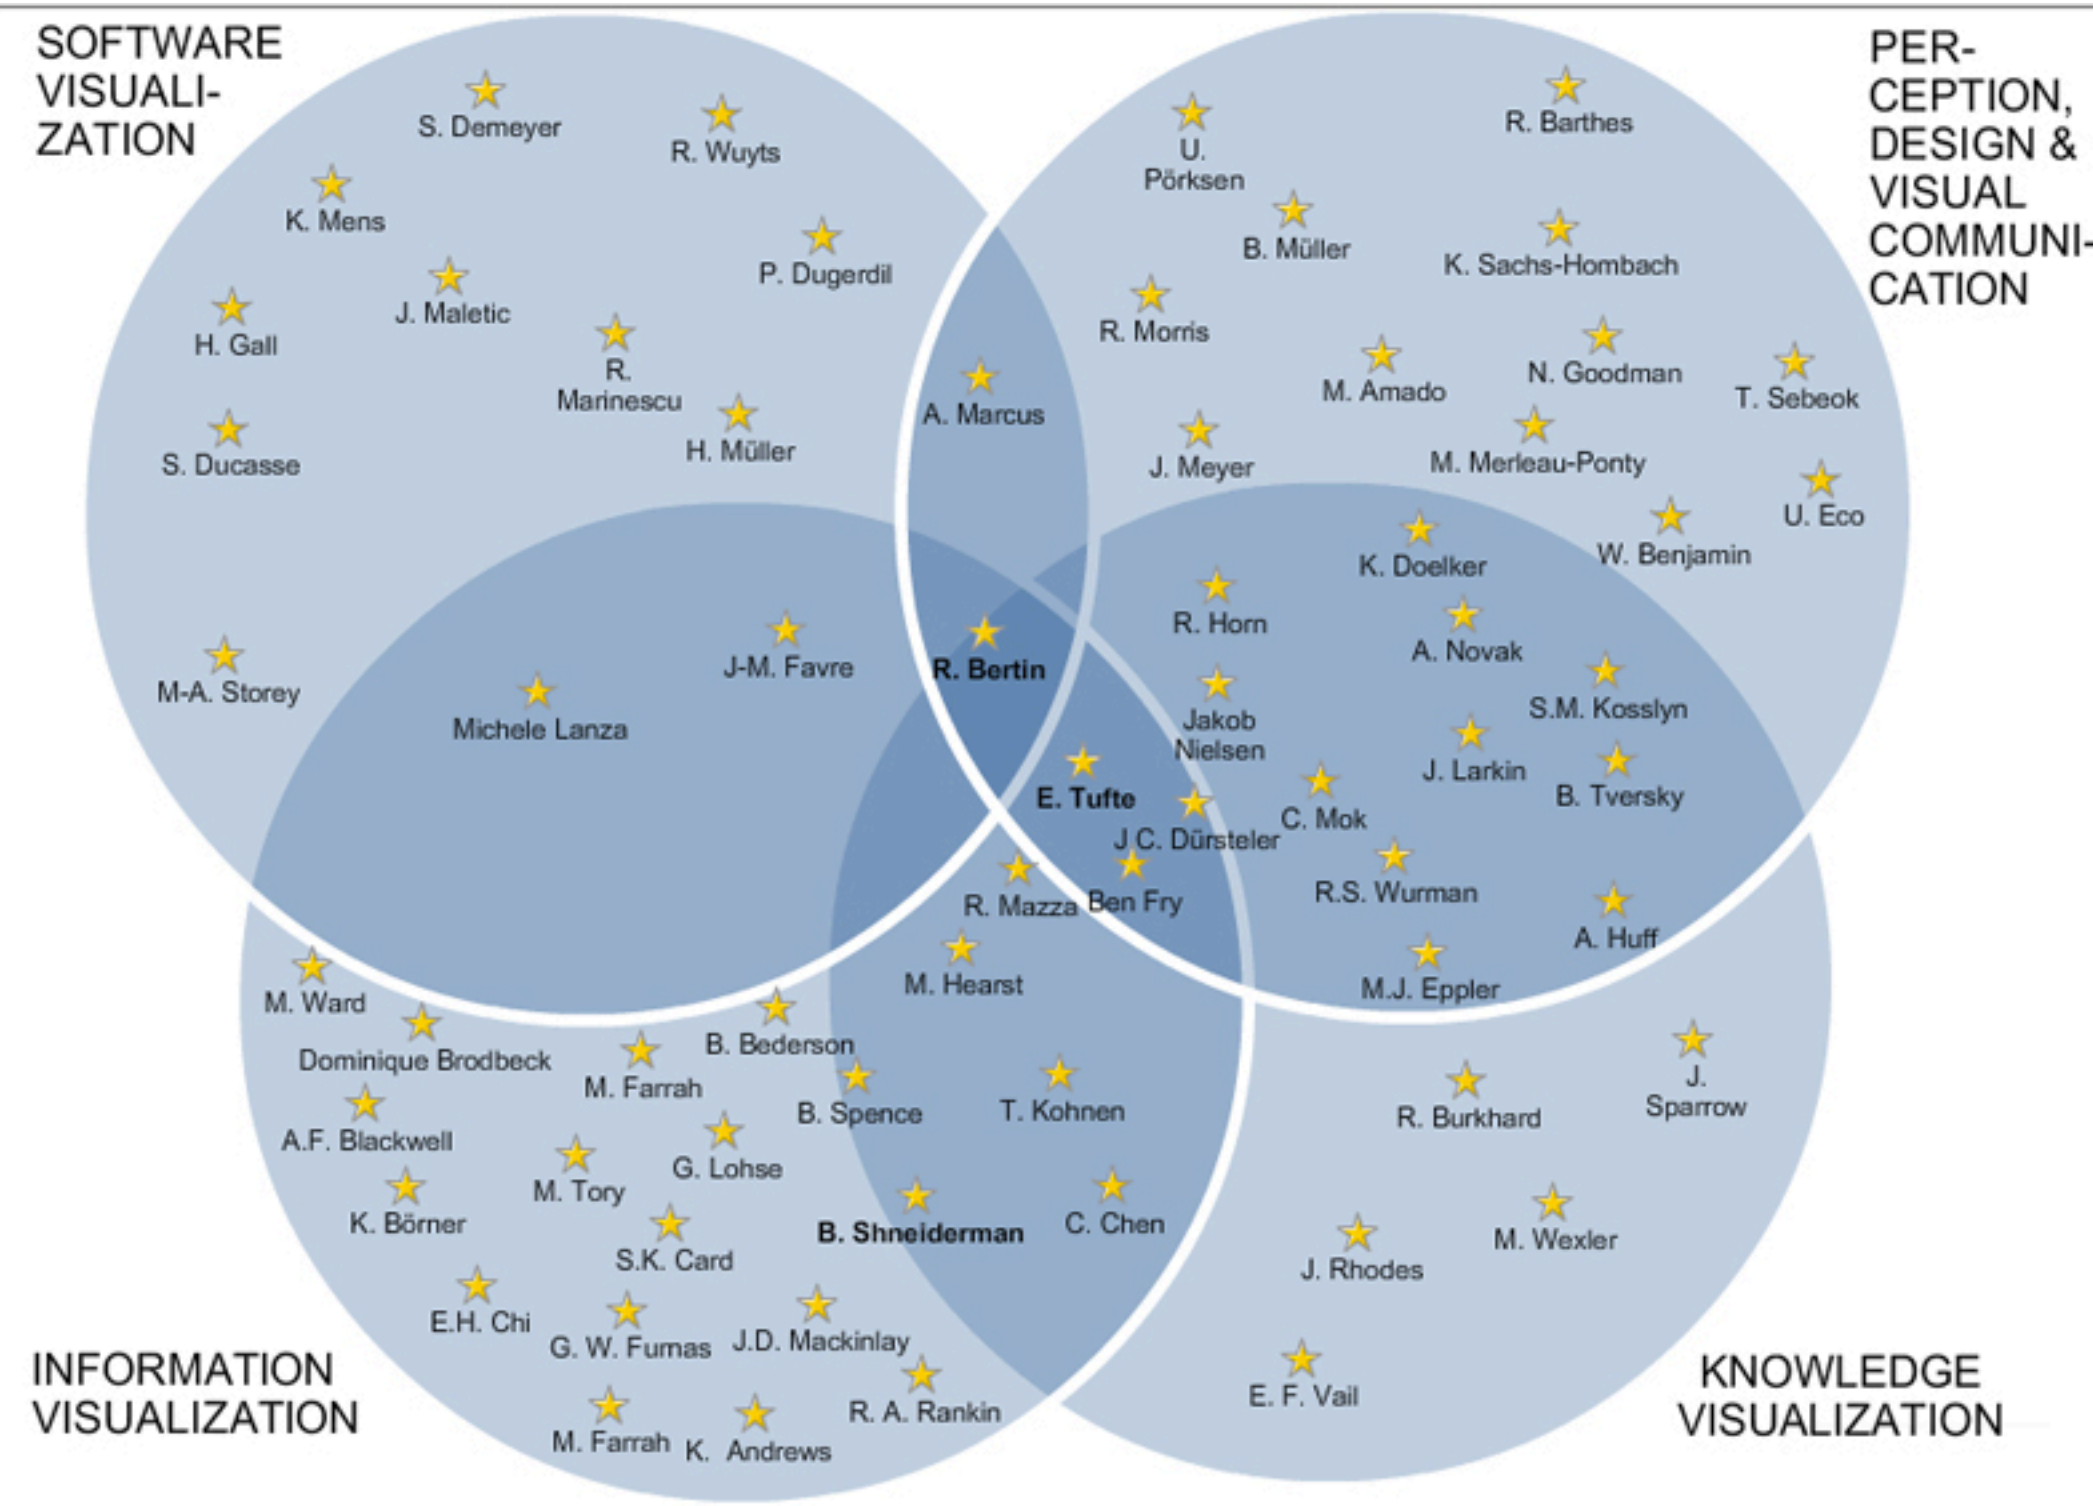 SOFTWARE
VISUALI-
ZATION
PER-
CEPTION,
DESIGN &
VISUAL
COMMUNI-
CATION
S. Demeyer
R. Wuyts
K. Mens
P. Dugerdil
J. Maletic
H. Gall
R.
Marinescu
H. Müller
S. Ducasse
M-A. Storey
A. Marcus
U.
Pörksen
R. Barthes
B. Müller
K. Sachs-Hombach
R. Morris
M. Amado
N. Goodman
T. Sebeok
J. Meyer
M. Merleau-Ponty
U. Eco
W. Benjamin
J-M. Favre
Michele Lanza
R. Bertin
K. Doelker
R. Horn
A. Novak
S.M. Kosslyn
Jakob
Nielsen
J. Larkin
B. Tversky
E. Tufte
C. Mok
J C. Dürsteler
R.S. Wurman
R. Mazza
Ben Fry
A. Huff
M. Hearst
M.J. Eppler
M. Ward
Dominique Brodbeck
B. Bederson
M. Farrah
B. Spence
T. Kohnen
A.F. Blackwell
G. Lohse
M. Tory
K. Börner
B. Shneiderman
C. Chen
S.K. Card
E.H. Chi
G. W. Furnas
J.D. Mackinlay
R. A. Rankin
M. Farrah
K. Andrews
J.
Sparrow
R. Burkhard
M. Wexler
J. Rhodes
E. F. Vail
INFORMATION
VISUALIZATION
KNOWLEDGE
VISUALIZATION